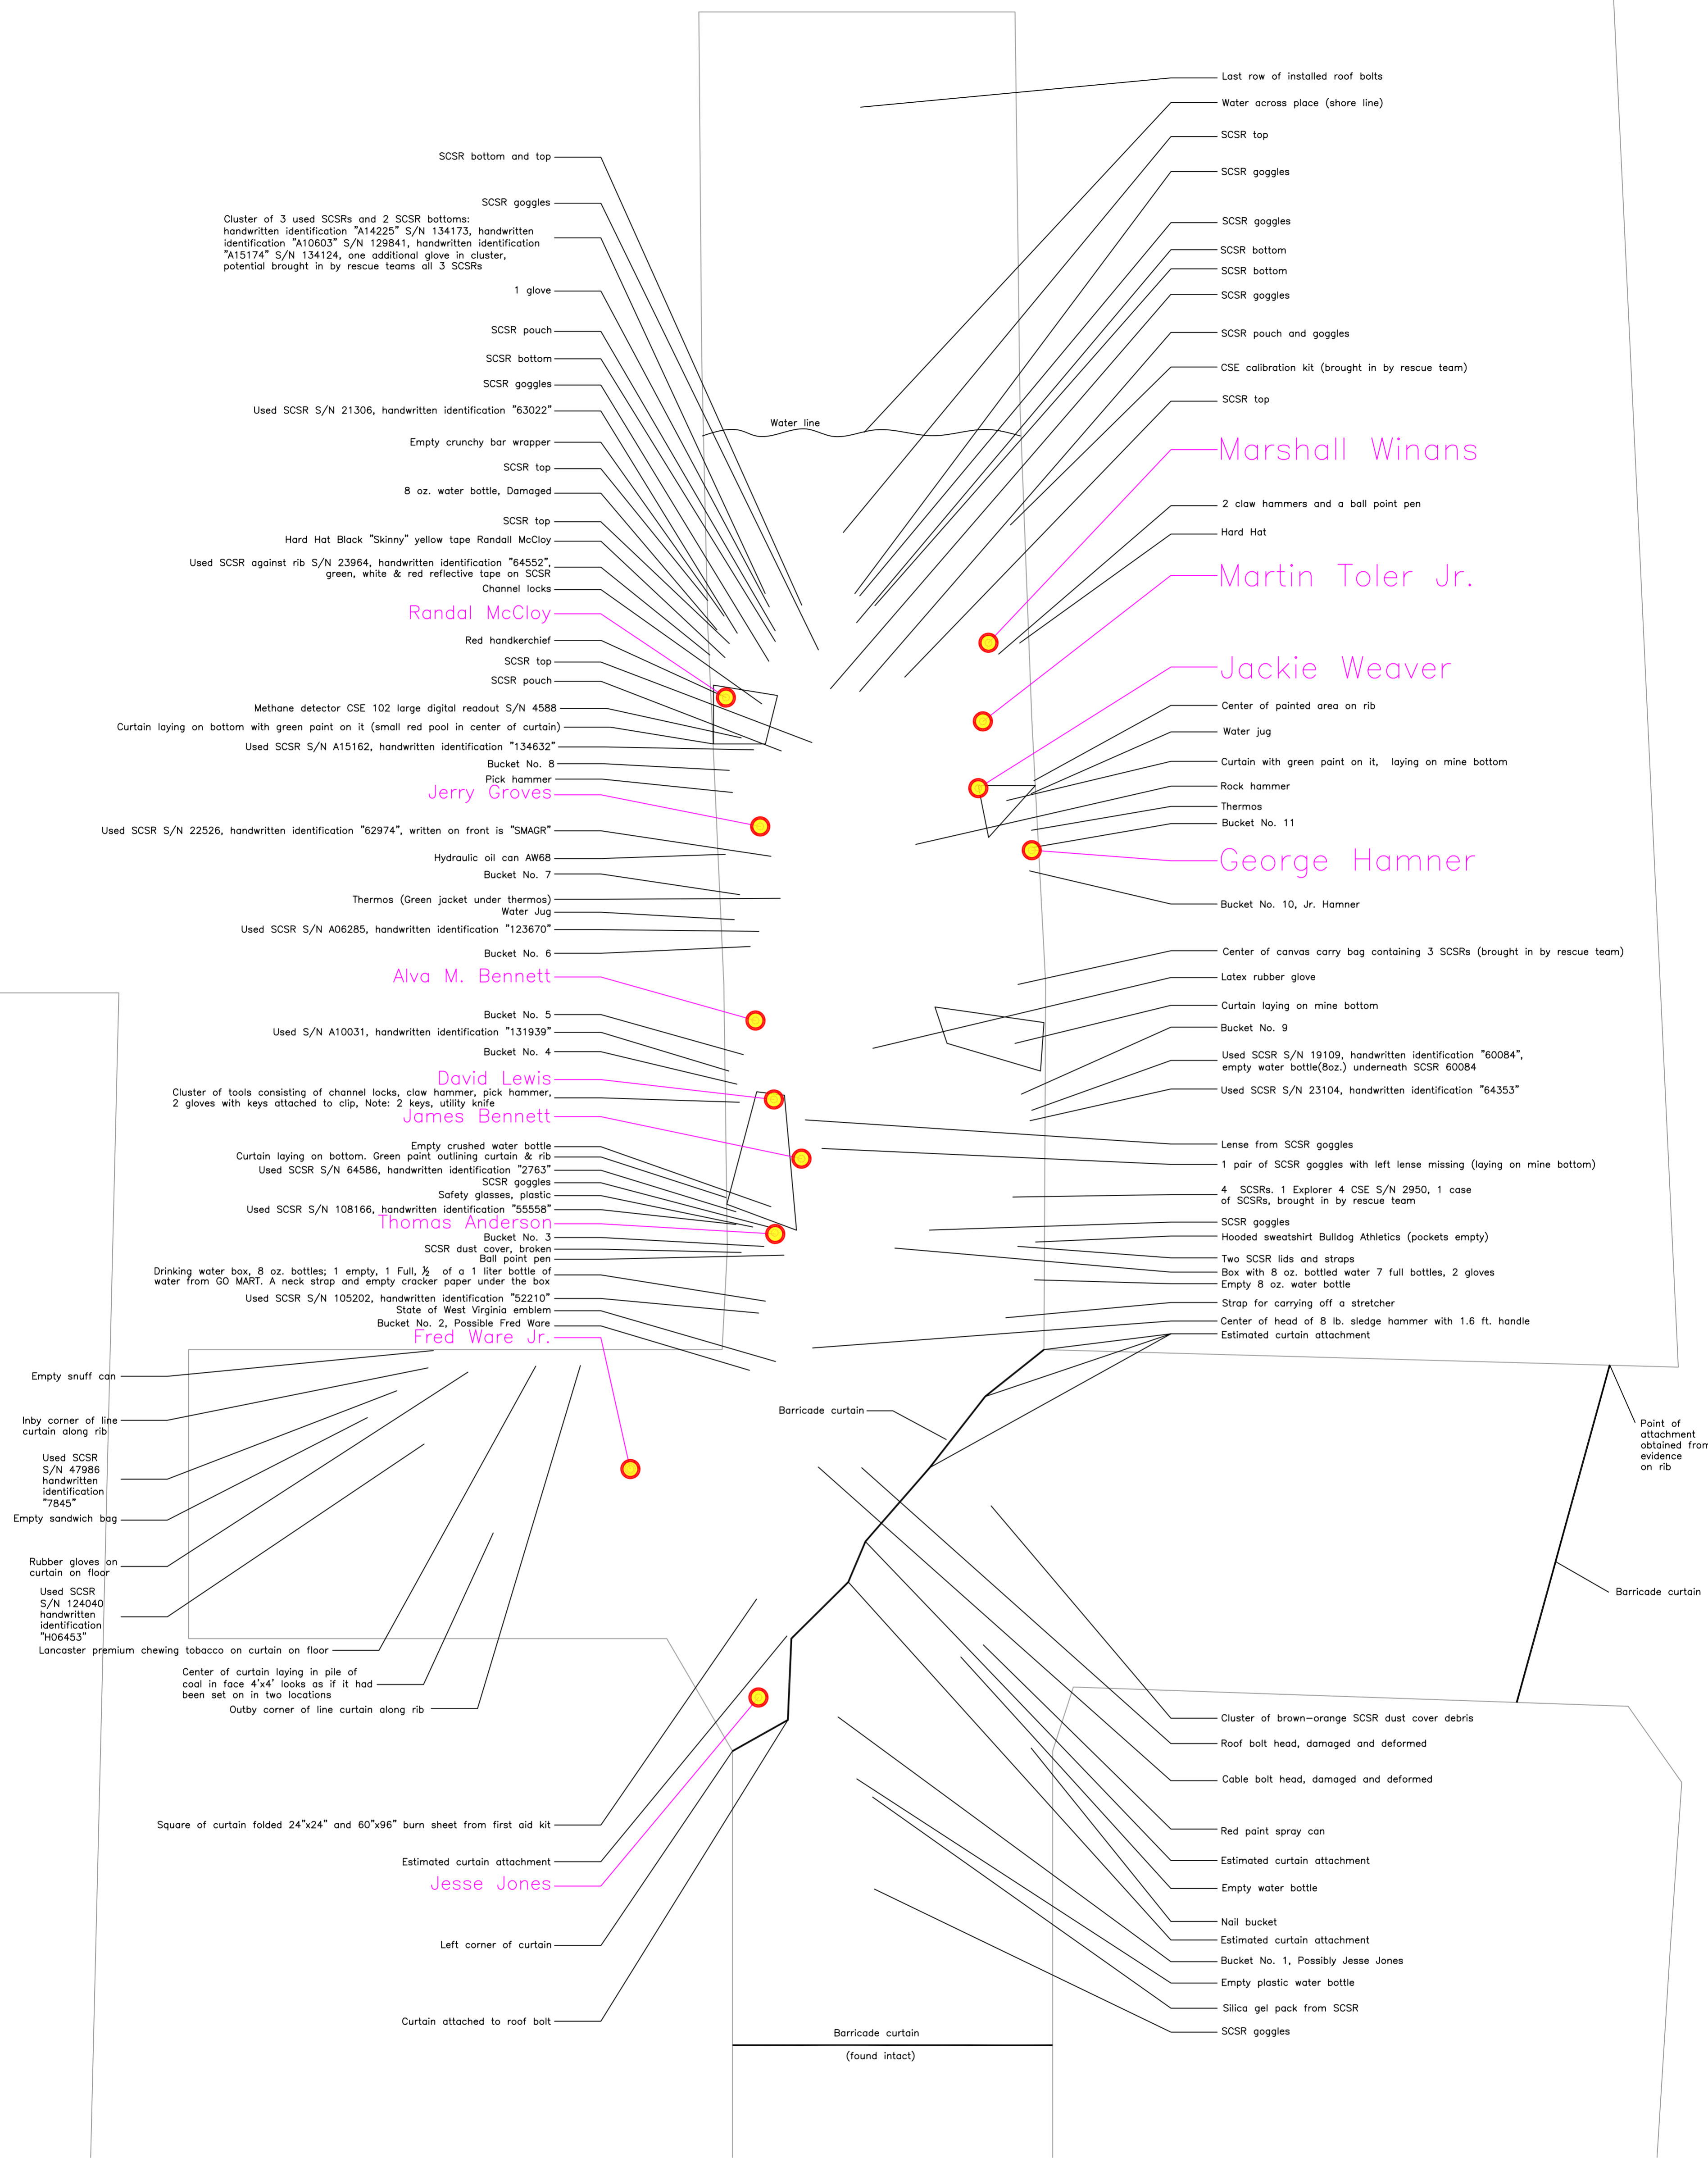 Last row of installed roof bolts
Water across place (shore line)
SCSR top
SCSR goggles
SCSR goggles
SCSR bottom
SCSR bottom
SCSR goggles
SCSR pouch and goggles
CSE calibration kit (brought in by rescue team)
SCSR top
Marshall Winans
2 claw hammers and a ball point pen
Hard Hat
Martin Toler Jr.
Jackie Weaver
Center of painted area on rib
Water jug
Curtain with green paint on it, laying on mine bottom
Rock hammer
Thermos
Bucket No. 11
George Hamner
Bucket No. 10, Jr. Hamner
Center of canvas carry bag containing 3 SCSRs (brought in by rescue team)
Latex rubber glove
Curtain laying on mine bottom
Bucket No. 9
Used SCSR S/N 19109, handwritten identification "60084",
empty water bottle(8oz.) underneath SCSR 60084
Used SCSR S/N 23104, handwritten identification "64353"
Lense from SCSR goggles
1 pair of SCSR goggles with left lense missing (laying on mine bottom)
4 SCSRs. 1 Explorer 4 CSE S/N 2950, 1 case
of SCSRs, brought in by rescue team
SCSR goggles
Hooded sweatshirt Bulldog Athletics (pockets empty)
Two SCSR lids and straps
Box with 8 oz. bottled water 7 full bottles, 2 gloves
Empty 8 oz. water bottle
Strap for carrying off a stretcher
Center of head of 8 lb. sledge hammer with 1.6 ft. handle
Estimated curtain attachment
SCSR bottom and top
SCSR goggles
Cluster of 3 used SCSRs and 2 SCSR bottoms:
handwritten identification "A14225" S/N 134173, handwritten
identification "A10603" S/N 129841, handwritten identification
"A15174" S/N 134124, one additional glove in cluster,
potential brought in by rescue teams all 3 SCSRs
1 glove
SCSR pouch
SCSR bottom
SCSR goggles
Used SCSR S/N 21306, handwritten identification "63022"
Water line
Empty crunchy bar wrapper
SCSR top
8 oz. water bottle, Damaged
SCSR top
Hard Hat Black "Skinny" yellow tape Randall McCloy
Used SCSR against rib S/N 23964, handwritten identification "64552",
green, white & red reflective tape on SCSR
Channel locks
Randal McCloy
Red handkerchief
SCSR top
SCSR pouch
Methane detector CSE 102 large digital readout S/N 4588
Curtain laying on bottom with green paint on it (small red pool in center of curtain)
Used SCSR S/N A15162, handwritten identification "134632"
Bucket No. 8
Pick hammer
Jerry Groves
Used SCSR S/N 22526, handwritten identification "62974", written on front is "SMAGR"
Hydraulic oil can AW68
Bucket No. 7
Thermos (Green jacket under thermos)
Water Jug
Used SCSR S/N A06285, handwritten identification "123670"
Bucket No. 6
Alva M. Bennett
Bucket No. 5
Used S/N A10031, handwritten identification "131939"
Bucket No. 4
David Lewis
Cluster of tools consisting of channel locks, claw hammer, pick hammer,
2 gloves with keys attached to clip, Note: 2 keys, utility knife
James Bennett
Empty crushed water bottle
Curtain laying on bottom. Green paint outlining curtain & rib
Used SCSR S/N 64586, handwritten identification "2763"
SCSR goggles
Safety glasses, plastic
Used SCSR S/N 108166, handwritten identification "55558"
Thomas Anderson
Bucket No. 3
SCSR dust cover, broken
Ball point pen
Drinking water box, 8 oz. bottles; 1 empty, 1 Full, ½ of a 1 liter bottle of
water from GO MART. A neck strap and empty cracker paper under the box
Used SCSR S/N 105202, handwritten identification "52210"
State of West Virginia emblem
Bucket No. 2, Possible Fred Ware
Fred Ware Jr.
Empty snuff can
Inby corner of line
curtain along rib
Used SCSR
S/N 47986
handwritten
identification
"7845"
Empty sandwich bag
Rubber gloves on
curtain on floor
Used SCSR
S/N 124040
handwritten
identification
"H06453"
Lancaster premium chewing tobacco on curtain on floor
Center of curtain laying in pile of
coal in face 4'x4' looks as if it had
been set on in two locations
Outby corner of line curtain along rib
Barricade curtain
Point of
attachment
obtained from
evidence
on rib
Barricade curtain
Square of curtain folded 24"x24" and 60"x96" burn sheet from first aid kit
Estimated curtain attachment
Jesse Jones
Left corner of curtain
Curtain attached to roof bolt
Cluster of brown-orange SCSR dust cover debris
Roof bolt head, damaged and deformed
Cable bolt head, damaged and deformed
Red paint spray can
Estimated curtain attachment
Empty water bottle
Nail bucket
Estimated curtain attachment
Bucket No. 1, Possibly Jesse Jones
Empty plastic water bottle
Silica gel pack from SCSR
SCSR goggles
Barricade curtain
(found intact)